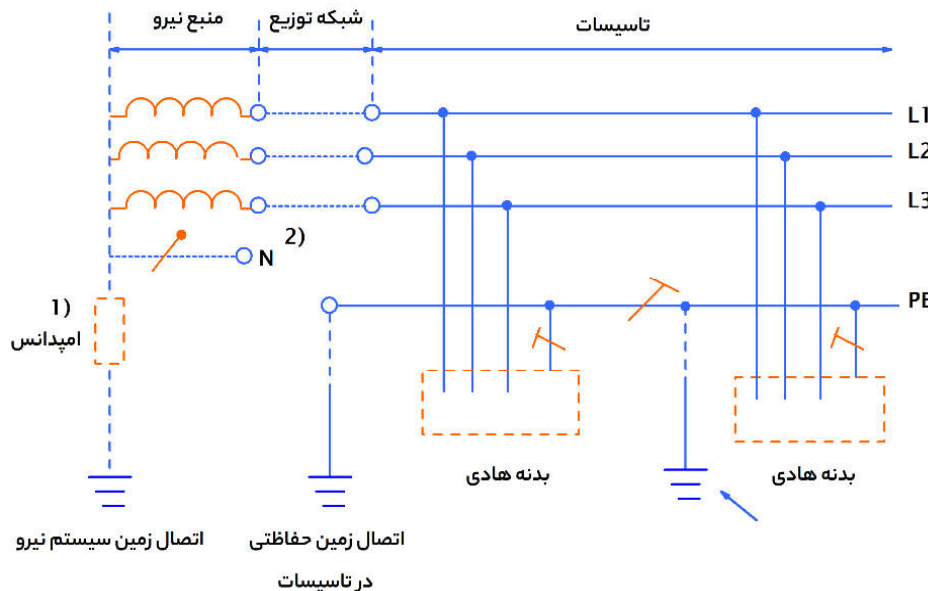 منبع نیرو
شبکه توزیع
تاسیسات
L1
L2
L3
N
2)
PE
1)
امپدانس
بدنه هادی
بدنه هادی
اتصال زمین سیستم نیرو
اتصال زمین حفاظتی
در تاسیسات